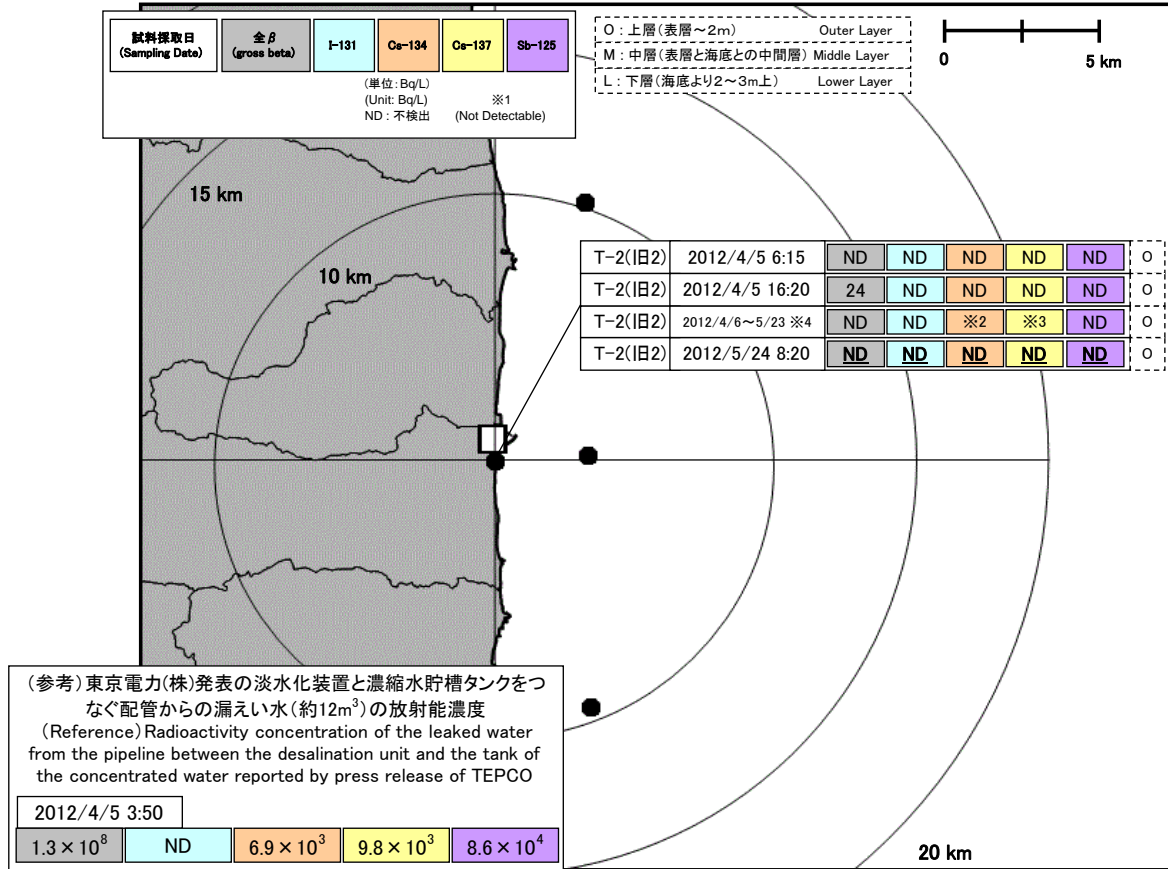 試料採取日
(Sampling Date)
全β
(gross beta)
I-131
Cs-134
Cs-137
Sb-125
(単位:Bq/L)
(Unit: Bq/L)
ND : 不検出
※1
(Not Detectable)
O : 上層(表層~2m) Outer Layer
M : 中層(表層と海底との中間層) Middle Layer
L : 下層(海底より2~3m上) Lower Layer
0 5 km
15 km
10 km
T-2(旧2) 2012/4/5 6:15 ND ND ND ND ND O
T-2(旧2) 2012/4/5 16:20 24 ND ND ND ND O
T-2(旧2) 2012/4/6~5/23 ※4 ND ND ※2 ※3 ND O
T-2(旧2) 2012/5/24 8:20 ND ND ND ND ND O
(参考)東京電力(株)発表の淡水化装置と濃縮水貯槽タンクをつ
なぐ配管からの漏えい水(約12m³)の放射能濃度
(Reference)Radioactivity concentration of the leaked water
from the pipeline between the desalination unit and the tank of
the concentrated water reported by press release of TEPCO
2012/4/5 3:50
1.3×10⁸ ND 6.9×10³ 9.8×10³ 8.6×10⁴
20 km